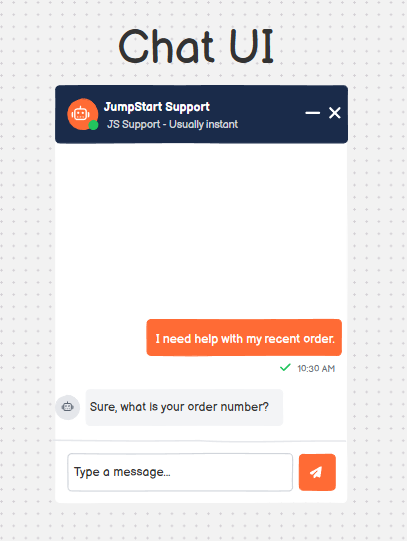 Chat UI
JumpStart Support
JS Support - Usually instant
I need help with my recent order.
10:30 AM
Sure, what is your order number?
Type a message...